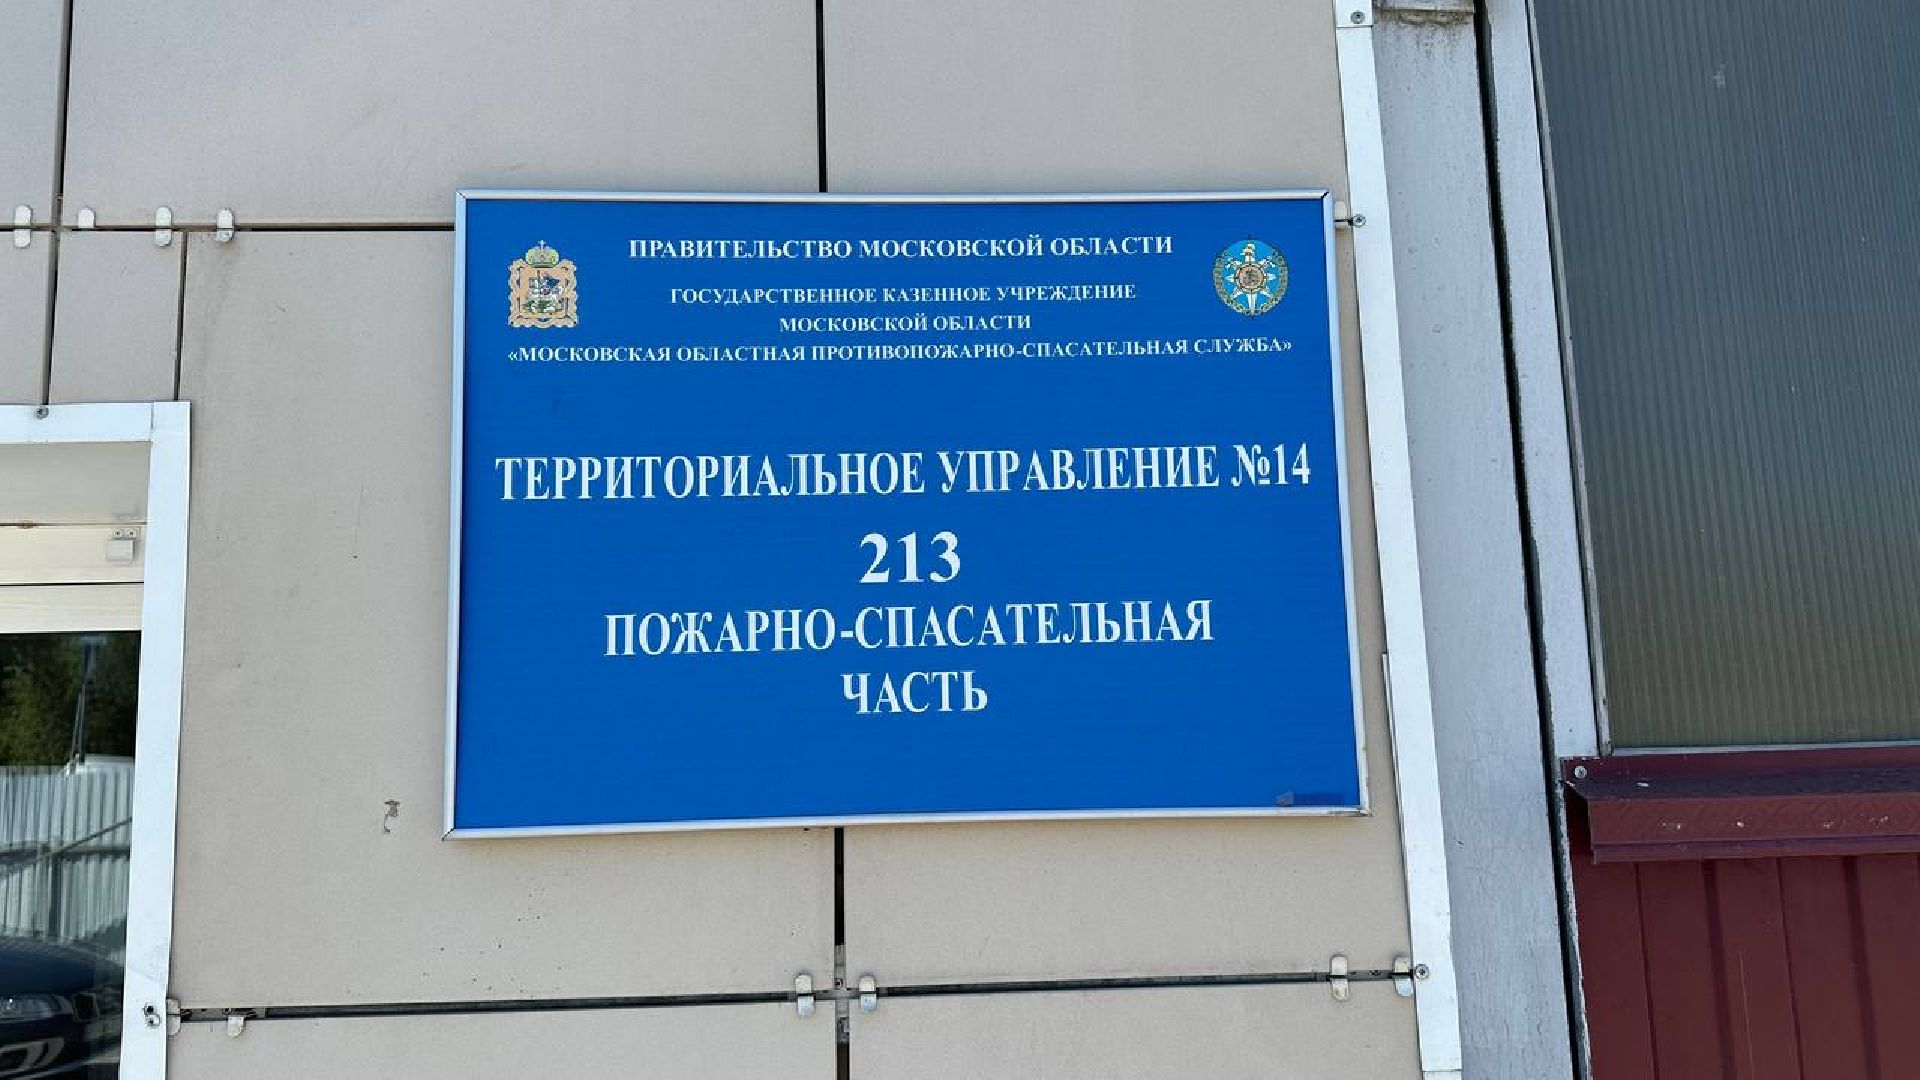 ПРАВИТЕЛЬСТВО МОСКОВСКОЙ ОБЛАСТИ
ГОСУДАРСТВЕННОЕ КАЗЕННОЕ УЧРЕЖДЕНИЕ
МОСКОВСКОЙ ОБЛАСТИ
«МОСКОВСКАЯ ОБЛАСТНАЯ ПРОТИВОПОЖАРНО-СПАСАТЕЛЬНАЯ СЛУЖБА»
ТЕРРИТОРИАЛЬНОЕ УПРАВЛЕНИЕ №14
213
ПОЖАРНО-СПАСАТЕЛЬНАЯ
ЧАСТЬ